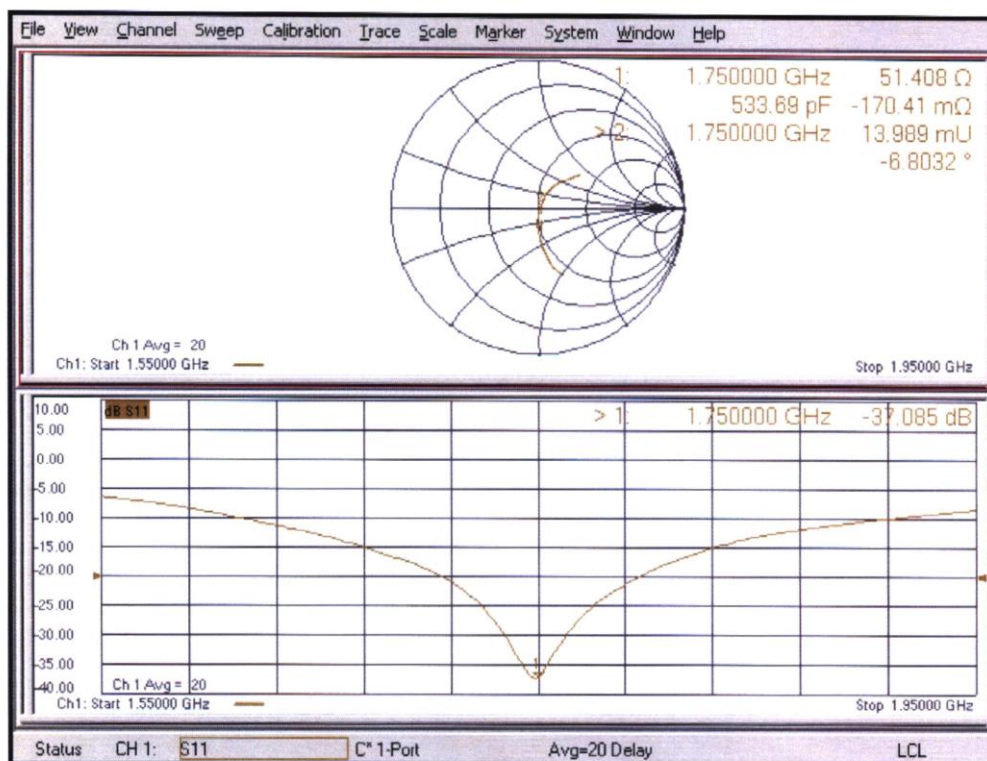 File View Channel Sweep Calibration Trace Scale Marker System Window Help
1: 1.750000 GHz 51.408 Ω
533.69 pF -170.41 mΩ
> 2: 1.750000 GHz 13.989 mU
-6.8032 °
Ch 1 Avg = 20
Ch1: Start 1.55000 GHz Stop 1.95000 GHz
10.00 dB S11 > 1: 1.750000 GHz -37.085 dB
5.00
0.00
-5.00
-10.00
-15.00
-20.00
-25.00
-30.00
-35.00 1
-40.00 Ch 1 Avg = 20
Ch1: Start 1.55000 GHz Stop 1.95000 GHz
Status CH 1: S11 C* 1-Port Avg=20 Delay LCL